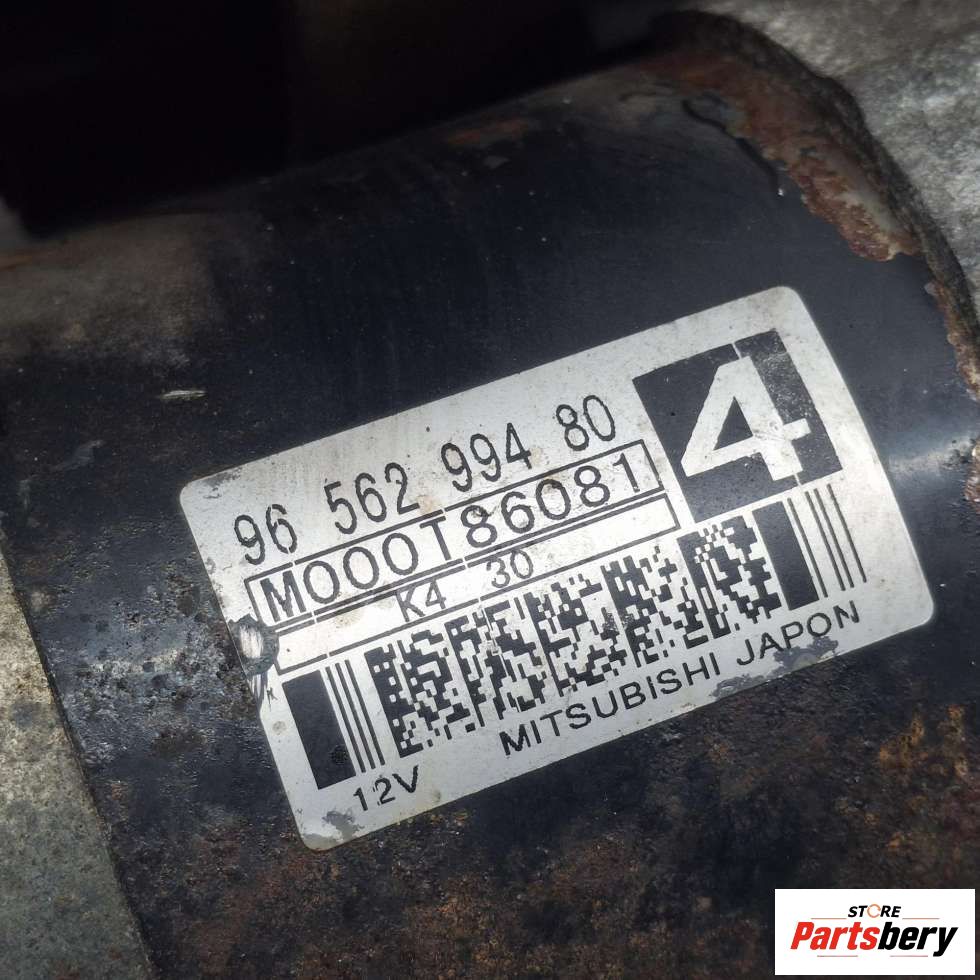 96 562 994 80
4
M000T86081
K4 30
12V MITSUBISHI JAPON
STORE
Partsbery